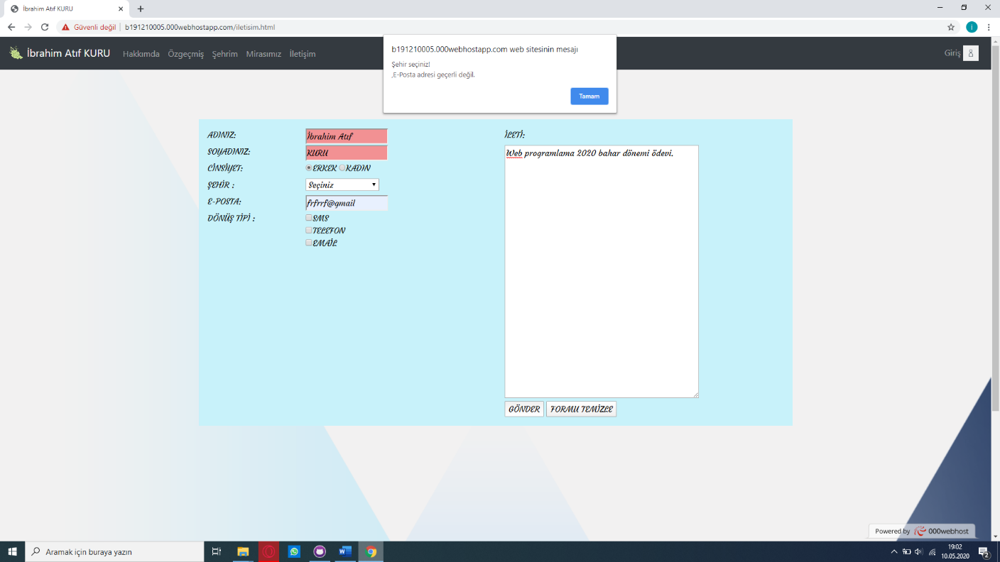 İbrahim Atıf KURU
Güvenli değil
b191210005.000webhostapp.com/iletisim.html
İbrahim Atıf KURU Hakkımda Özgeçmiş Şehrim Mirasımız İletişim
Giriş
b191210005.000webhostapp.com web sitesinin mesajı
Şehir seçiniz!
,E-Posta adresi geçerli değil.
Tamam
ADINIZ: İbrahim Atıf
SOYADINIZ: KURU
CİNSİYET: ERKEK KADIN
ŞEHİR : Seçiniz
E-POSTA: frfrrf@gmail
DÖNÜŞ TİPİ : SMS
TELEFON
EMAİL
İLETİ:
Web programlama 2020 bahar dönemi ödevi.
GÖNDER FORMU TEMİZLE
Powered by 000webhost
Aramak için buraya yazın
19:02
10.05.2020
2